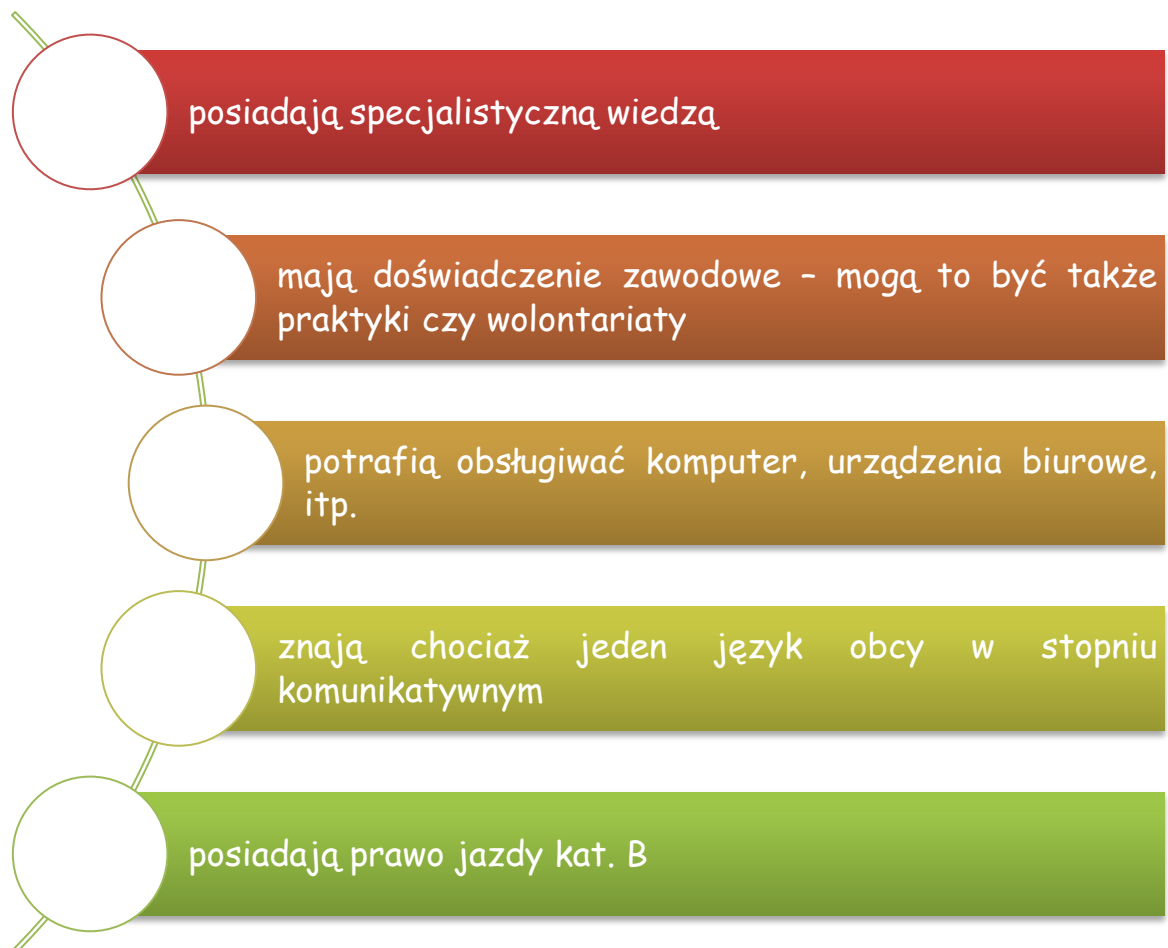 posiadają specjalistyczną wiedzą
mają doświadczenie zawodowe – mogą to być także
praktyki czy wolontariaty
potrafią obsługiwać komputer, urządzenia biurowe,
itp.
znają chociaż jeden język obcy w stopniu
komunikatywnym
posiadają prawo jazdy kat. B